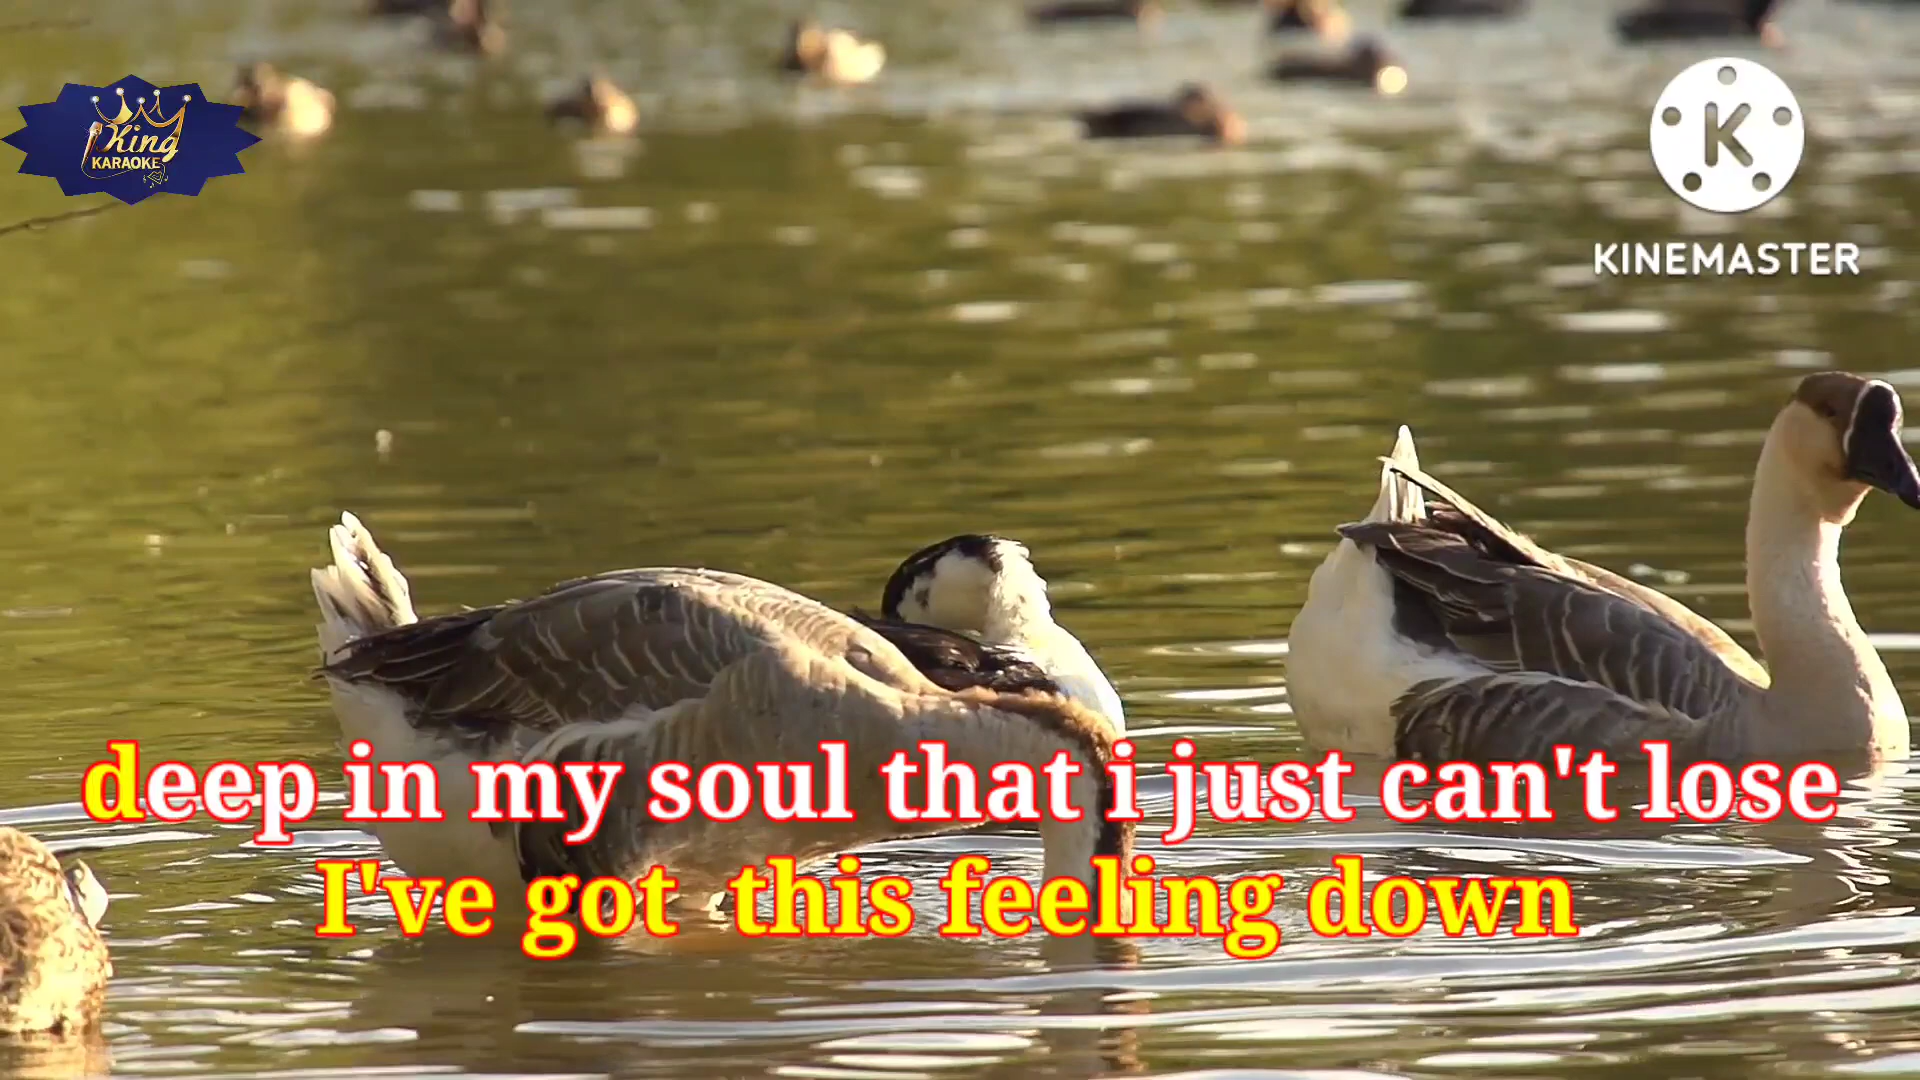 King
KARAOKE
K
KINEMASTER
deep in my soul that i just can't lose
I've got this feeling down